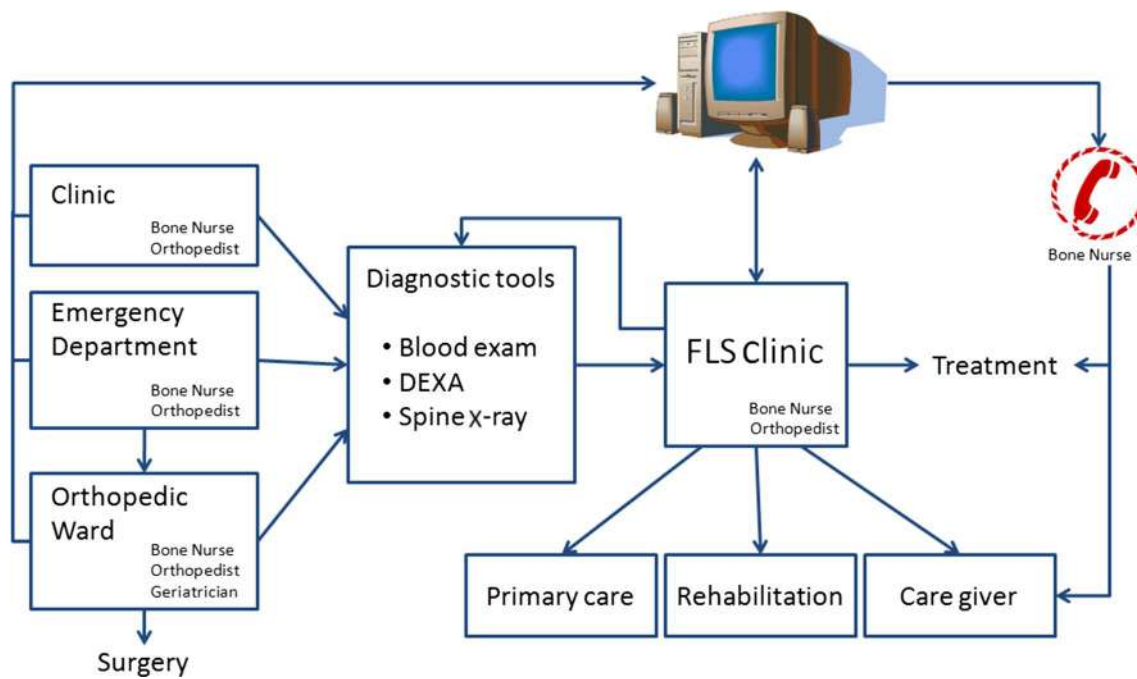 Clinic
Bone Nurse
Orthopedist
Emergency
Department
Bone Nurse
Orthopedist
Orthopedic
Ward
Bone Nurse
Orthopedist
Geriatrician
Surgery
Diagnostic tools
• Blood exam
• DEXA
• Spine x-ray
FLS Clinic
Bone Nurse
Orthopedist
Treatment
Bone Nurse
Primary care
Rehabilitation
Care giver